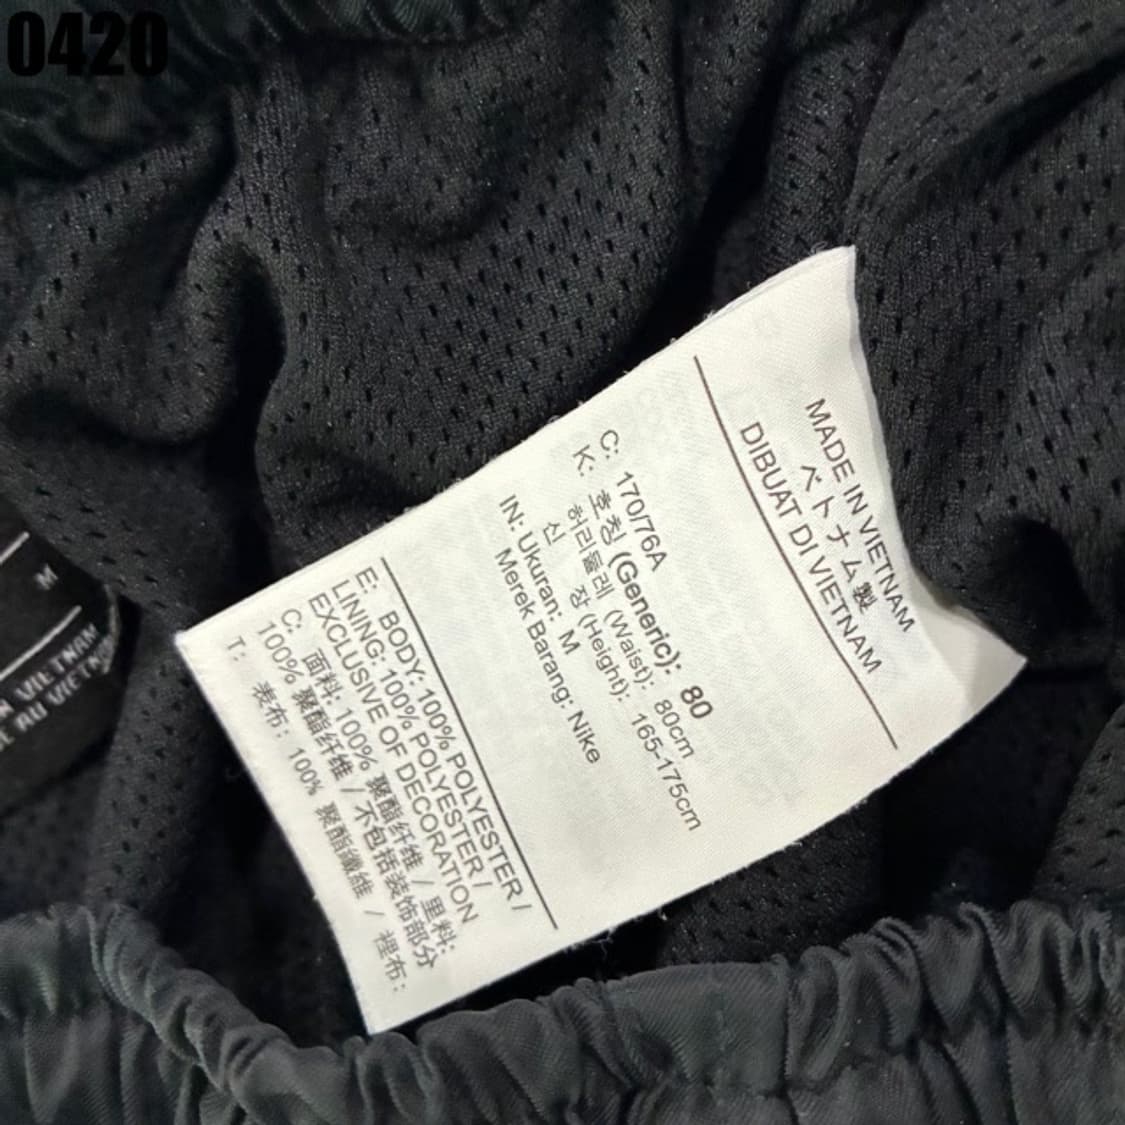 0420
MADE IN VIETNAM
ベトナム製
DIBUAT DI VIETNAM
C: 170/76A
K: 호칭 (Generic): 80
허리둘레 (Waist): 80cm
신 장 (Height): 165-175cm
IN: Ukuran: M
Merek Barang: Nike
E: BODY: 100% POLYESTER /
LINING: 100% POLYESTER /
EXCLUSIVE OF DECORATION
C: 面料: 100% 聚酯纤维 / 里料:
100% 聚酯纤维 / 不包括装饰部分
T: 表布: 100% 聚酯纖維 / 裡布:
M
VIETNAM
AU VIETNAM